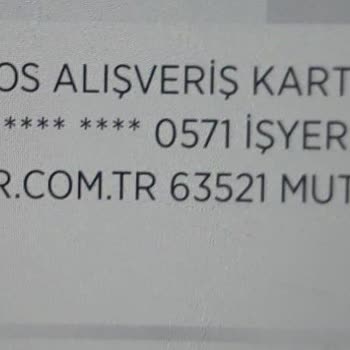 OS ALIŞVERİŞ KART
**** **** 0571 İŞYER
R.COM.TR 63521 MUT